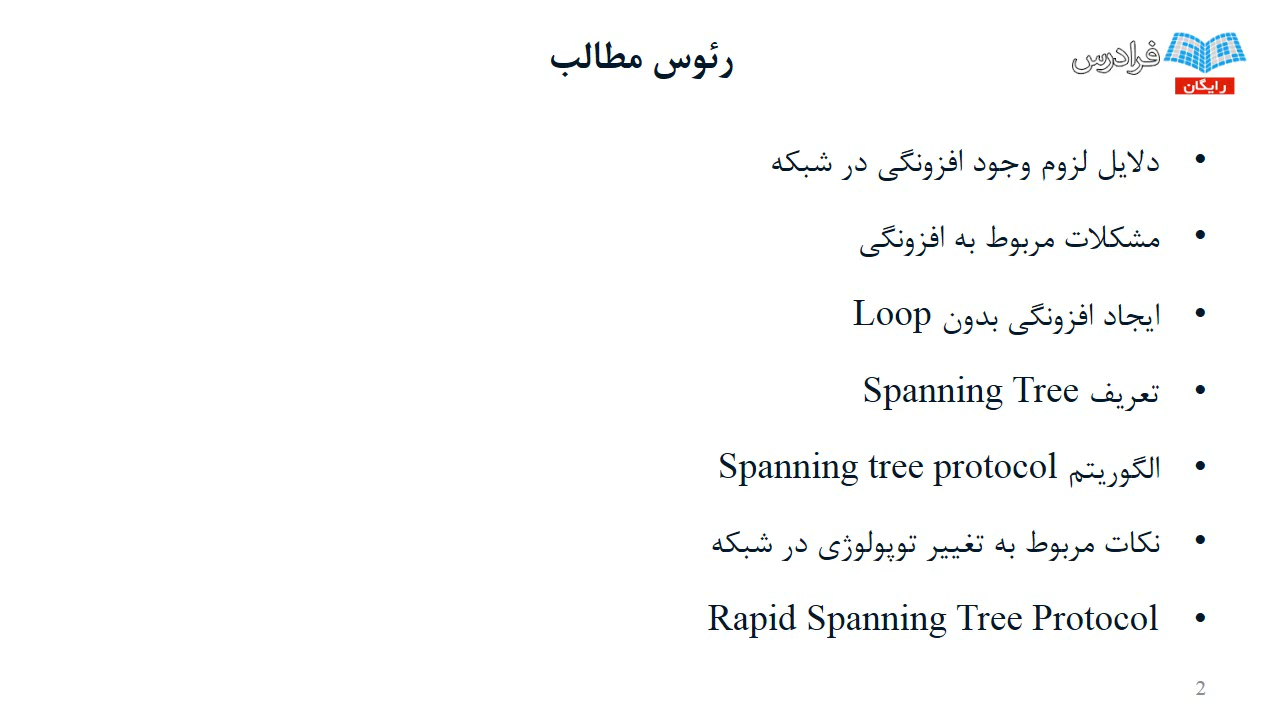 رئوس مطالب
فرادرس
رایگان
• دلایل لزوم وجود افزونگی در شبکه
• مشکلات مربوط به افزونگی
• ایجاد افزونگی بدون Loop
• تعریف Spanning Tree
• الگوریتم Spanning tree protocol
• نکات مربوط به تغییر توپولوژی در شبکه
• Rapid Spanning Tree Protocol
2